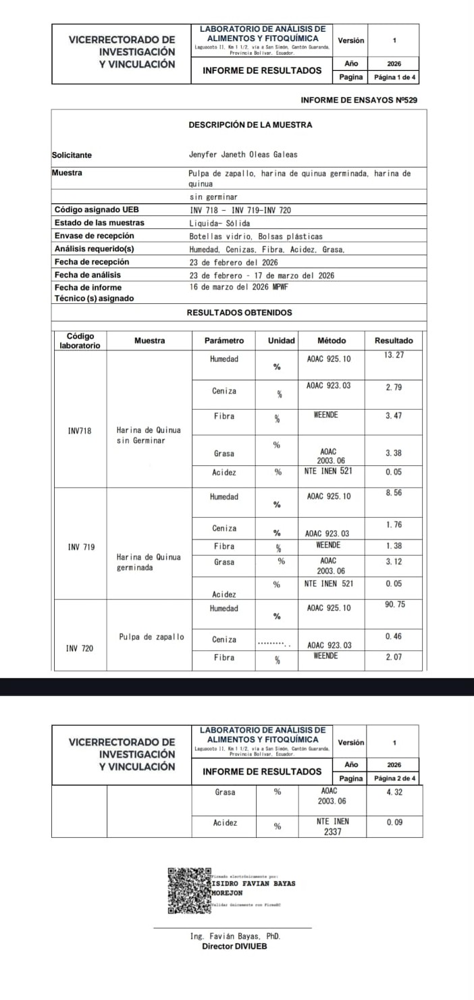 VICERRECTORADO DE
INVESTIGACIÓN
Y VINCULACIÓN
LABORATORIO DE ANÁLISIS DE
ALIMENTOS Y FITOQUÍMICA
Laguacoto II, Km 1 1/2, vía a San Simón, Cantón Guaranda,
Provincia Bolívar, Ecuador.
INFORME DE RESULTADOS
Versión 1
Año 2026
Pagina Página 1 de 4
INFORME DE ENSAYOS Nº529
DESCRIPCIÓN DE LA MUESTRA
Solicitante Jenyfer Janeth Oleas Galeas
Muestra Pulpa de zapallo, harina de quinua germinada, harina de
quinua
sin germinar
Código asignado UEB INV 718 - INV 719-INV 720
Estado de las muestras Liquida- Sólida
Envase de recepción Botellas vidrio, Bolsas plásticas
Análisis requerido(s) Humedad, Cenizas, Fibra, Acidez, Grasa,
Fecha de recepción 23 de febrero del 2026
Fecha de análisis 23 de febrero - 17 de marzo del 2026
Fecha de informe 16 de marzo del 2026 MPWF
Técnico (s) asignado
RESULTADOS OBTENIDOS
Código
laboratorio Muestra Parámetro Unidad Método Resultado
Humedad % AOAC 925.10 13.27
Ceniza % AOAC 923.03 2.79
Fibra % WEENDE 3.47
INV718 Harina de Quinua
sin Germinar
Grasa % AOAC
2003.06 3.38
Acidez % NTE INEN 521 0.05
Humedad % AOAC 925.10 8.56
Ceniza % AOAC 923.03 1.76
INV 719 Fibra % WEENDE 1.38
Harina de Quinua
germinada
Grasa % AOAC
2003.06 3.12
Acidez % NTE INEN 521 0.05
Humedad % AOAC 925.10 90.75
INV 720 Pulpa de zapallo
Ceniza ........... AOAC 923.03 0.46
Fibra % WEENDE 2.07
VICERRECTORADO DE
INVESTIGACIÓN
Y VINCULACIÓN
LABORATORIO DE ANÁLISIS DE
ALIMENTOS Y FITOQUÍMICA
Laguacoto II, Km 1 1/2, vía a San Simón, Cantón Guaranda,
Provincia Bolívar, Ecuador.
INFORME DE RESULTADOS
Versión 1
Año 2026
Pagina Página 2 de 4
Grasa % AOAC
2003.06 4.32
Acidez % NTE INEN
2337 0.09
Firmado electrónicamente por:
ISIDRO FAVIAN BAYAS
MOREJON
Validar únicamente con FirmaEC
Ing. Favián Bayas, PhD.
Director DIVIUEB